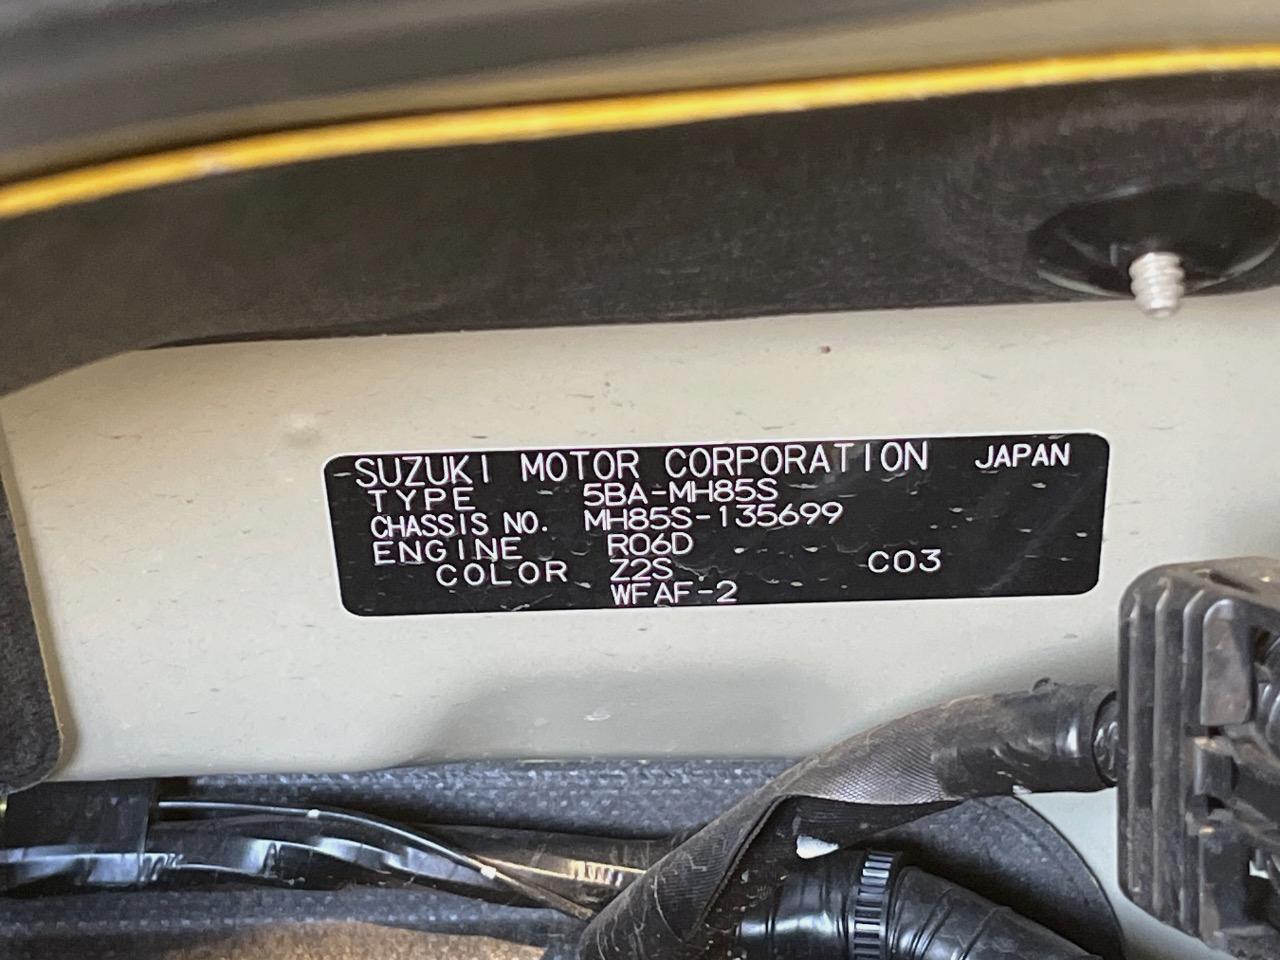 SUZUKI MOTOR CORPORATION JAPAN
TYPE 5BA-MH85S
CHASSIS NO. MH85S-135699
ENGINE R06D
COLOR Z2S C03
WFAF-2